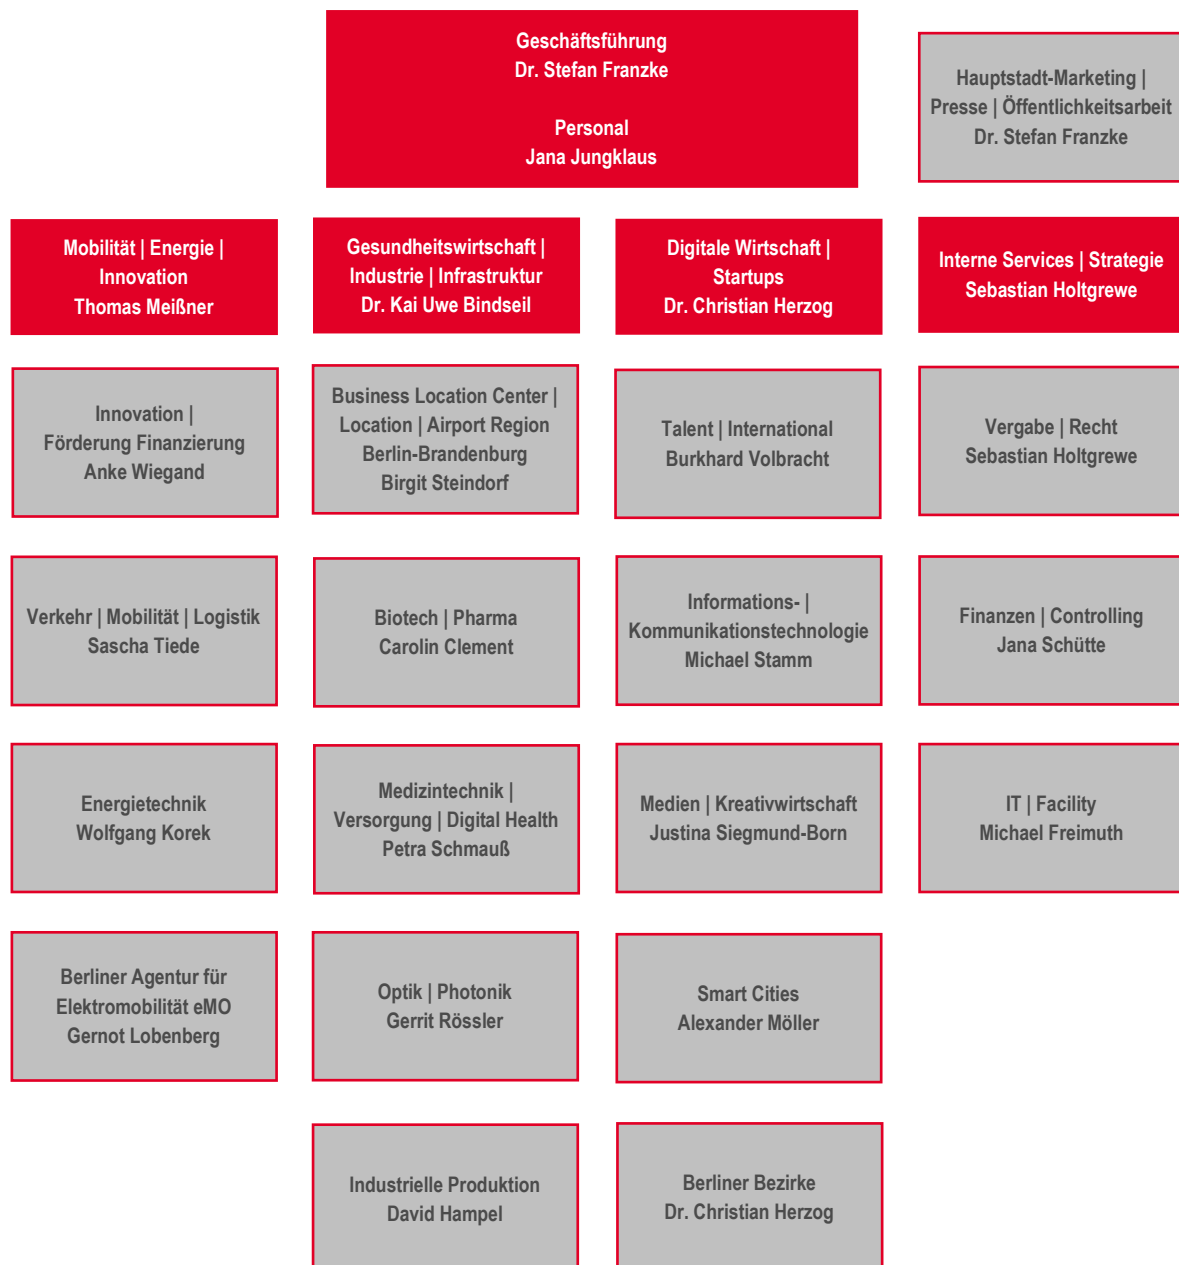 Geschäftsführung
Dr. Stefan Franzke
Personal
Jana Jungklaus
Hauptstadt-Marketing |
Presse | Öffentlichkeitsarbeit
Dr. Stefan Franzke
Mobilität | Energie |
Innovation
Thomas Meißner
Gesundheitswirtschaft |
Industrie | Infrastruktur
Dr. Kai Uwe Bindseil
Digitale Wirtschaft |
Startups
Dr. Christian Herzog
Interne Services | Strategie
Sebastian Holtgrewe
Innovation |
Förderung Finanzierung
Anke Wiegand
Business Location Center |
Location | Airport Region
Berlin-Brandenburg
Birgit Steindorf
Talent | International
Burkhard Volbracht
Vergabe | Recht
Sebastian Holtgrewe
Verkehr | Mobilität | Logistik
Sascha Tiede
Biotech | Pharma
Carolin Clement
Informations- |
Kommunikationstechnologie
Michael Stamm
Finanzen | Controlling
Jana Schütte
Energietechnik
Wolfgang Korek
Medizintechnik |
Versorgung | Digital Health
Petra Schmauß
Medien | Kreativwirtschaft
Justina Siegmund-Born
IT | Facility
Michael Freimuth
Berliner Agentur für
Elektromobilität eMO
Gernot Lobenberg
Optik | Photonik
Gerrit Rössler
Smart Cities
Alexander Möller
Industrielle Produktion
David Hampel
Berliner Bezirke
Dr. Christian Herzog